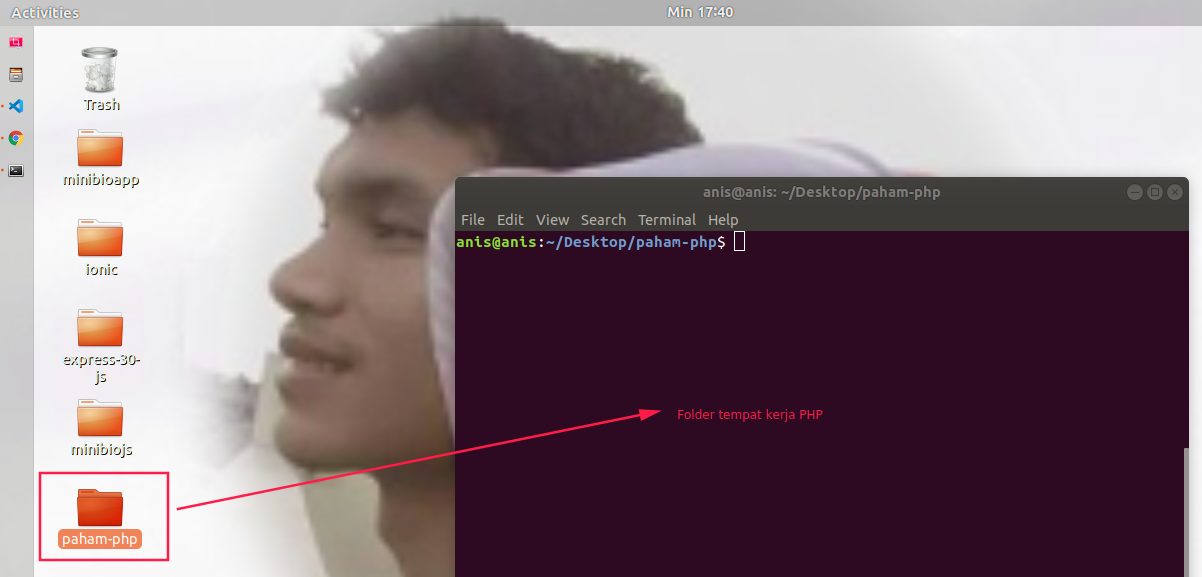 Activities
Min 17:40
Trash
minibioapp
ionic
express-30-
js
minibiojs
paham-php
anis@anis: ~/Desktop/paham-php
File Edit View Search Terminal Help
anis@anis:~/Desktop/paham-php$
Folder tempat kerja PHP